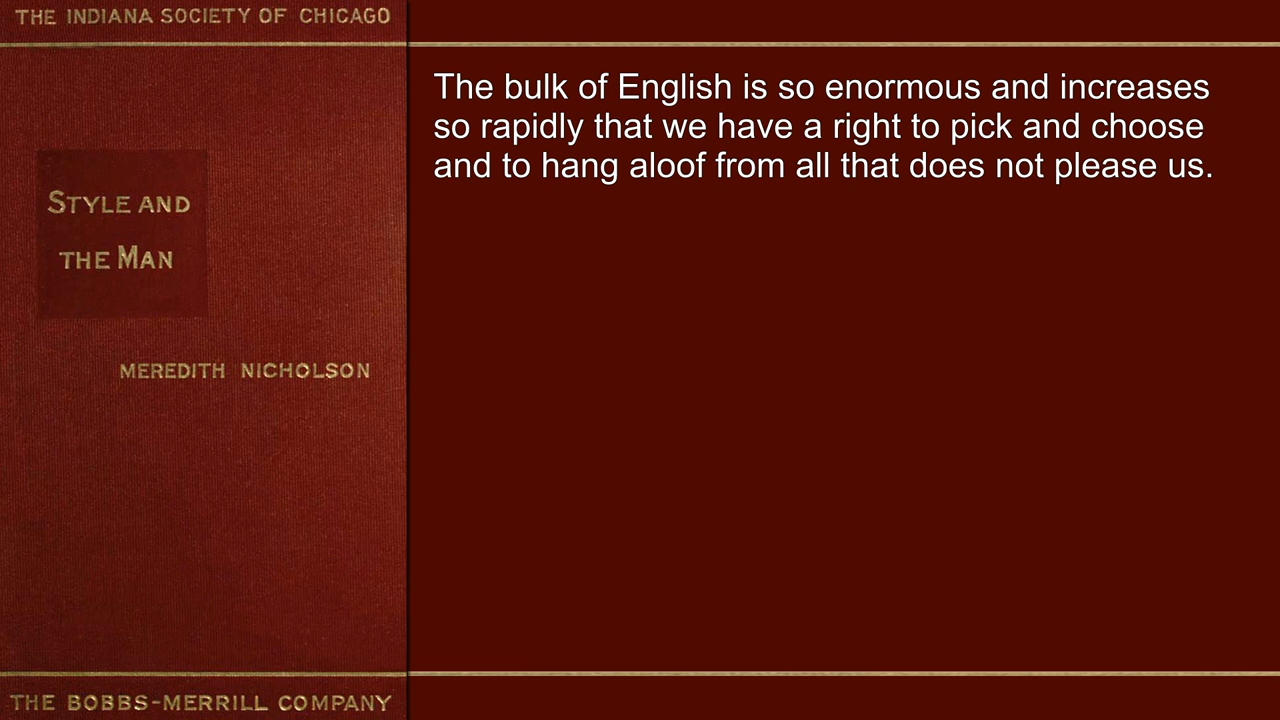 THE INDIANA SOCIETY OF CHICAGO
STYLE AND
THE MAN
MEREDITH NICHOLSON
THE BOBBS-MERRILL COMPANY
The bulk of English is so enormous and increases
so rapidly that we have a right to pick and choose
and to hang aloof from all that does not please us.